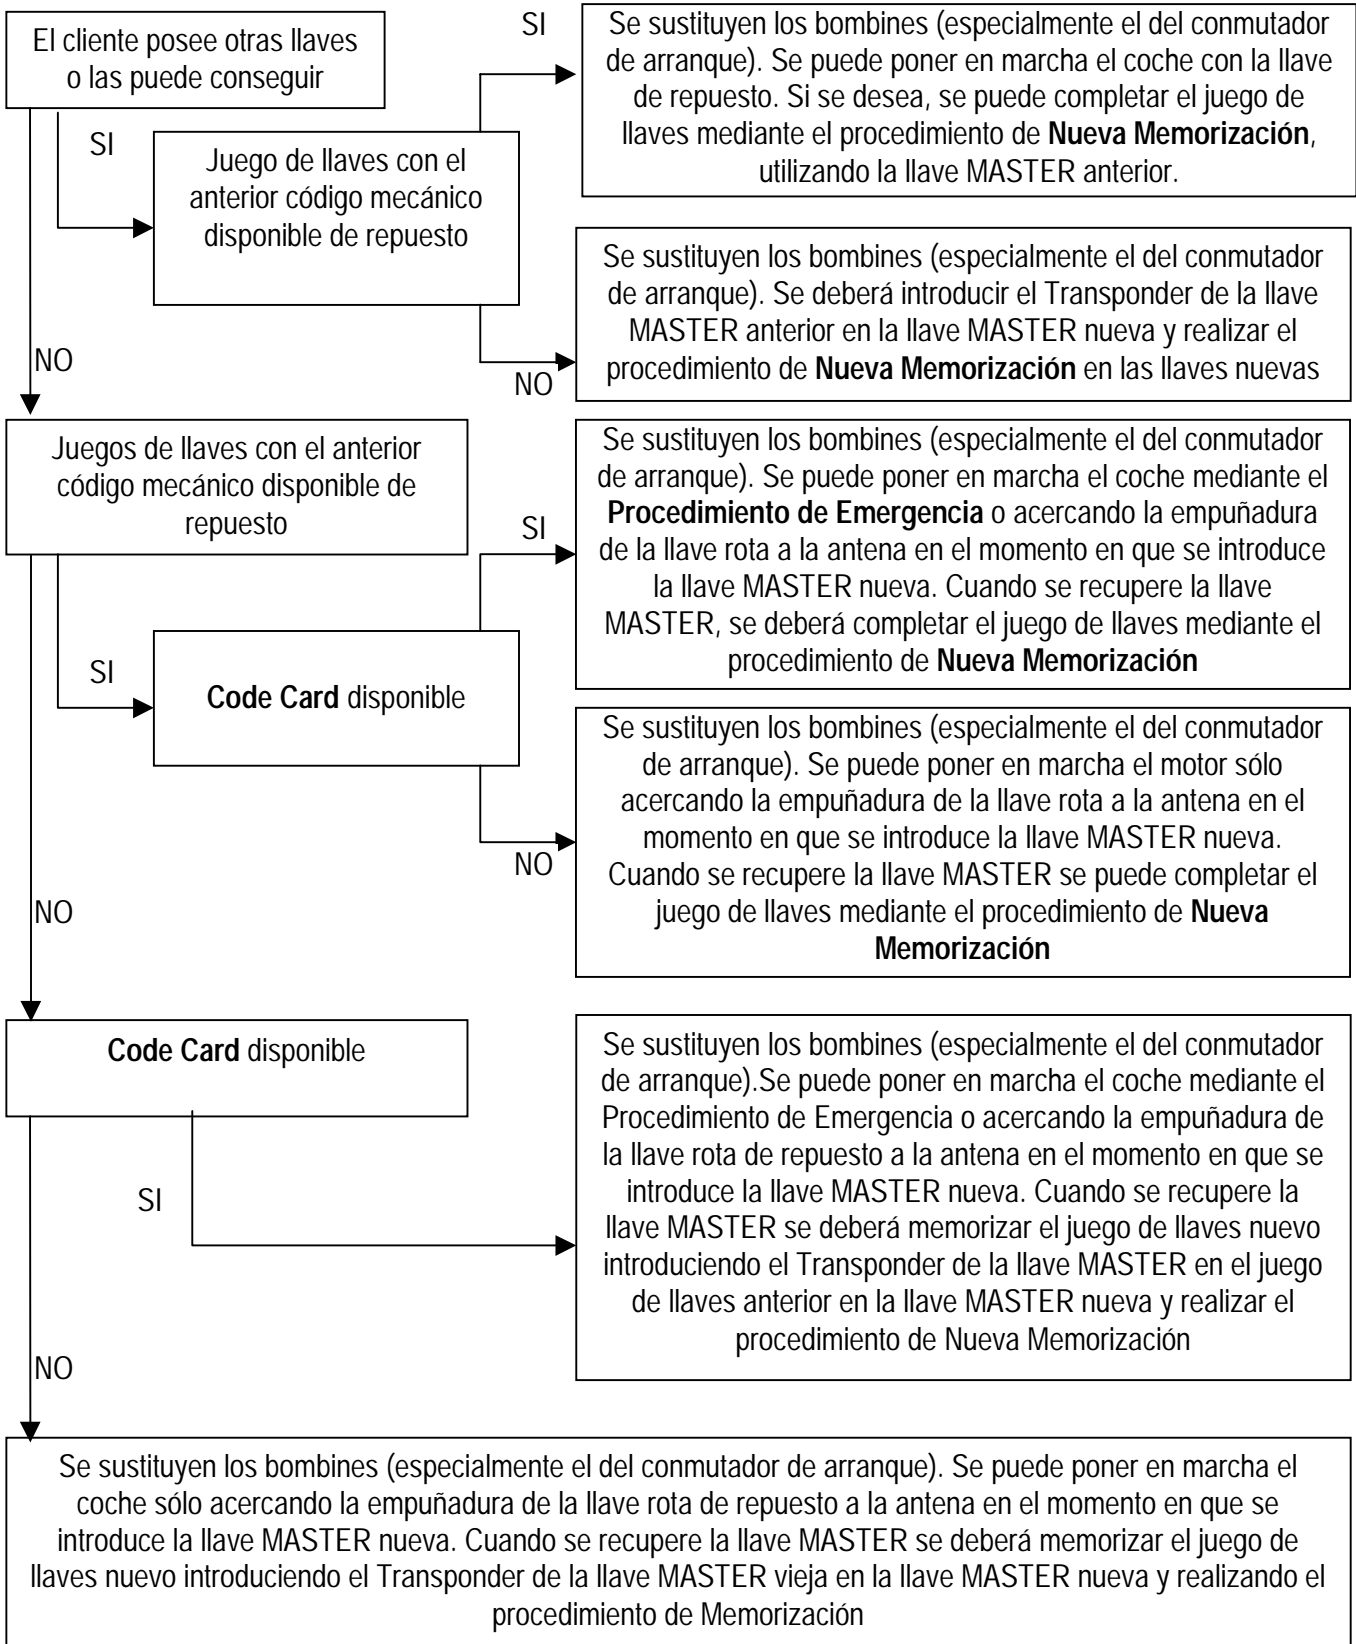 El cliente posee otras llaves
o las puede conseguir
SI
Juego de llaves con el
anterior código mecánico
disponible de repuesto
SI
Se sustituyen los bombines (especialmente el del conmutador
de arranque). Se puede poner en marcha el coche con la llave
de repuesto. Si se desea, se puede completar el juego de
llaves mediante el procedimiento de Nueva Memorización,
utilizando la llave MASTER anterior.
NO
Se sustituyen los bombines (especialmente el del conmutador
de arranque). Se deberá introducir el Transponder de la llave
MASTER anterior en la llave MASTER nueva y realizar el
procedimiento de Nueva Memorización en las llaves nuevas
NO
Juegos de llaves con el anterior
código mecánico disponible de
repuesto
SI
Code Card disponible
SI
Se sustituyen los bombines (especialmente el del conmutador
de arranque). Se puede poner en marcha el coche mediante el
Procedimiento de Emergencia o acercando la empuñadura
de la llave rota a la antena en el momento en que se introduce
la llave MASTER nueva. Cuando se recupere la llave
MASTER, se deberá completar el juego de llaves mediante el
procedimiento de Nueva Memorización
NO
Se sustituyen los bombines (especialmente el del conmutador
de arranque). Se puede poner en marcha el motor sólo
acercando la empuñadura de la llave rota a la antena en el
momento en que se introduce la llave MASTER nueva.
Cuando se recupere la llave MASTER se puede completar el
juego de llaves mediante el procedimiento de Nueva
Memorización
NO
Code Card disponible
SI
Se sustituyen los bombines (especialmente el del conmutador
de arranque).Se puede poner en marcha el coche mediante el
Procedimiento de Emergencia o acercando la empuñadura de
la llave rota de repuesto a la antena en el momento en que se
introduce la llave MASTER nueva. Cuando se recupere la
llave MASTER se deberá memorizar el juego de llaves nuevo
introduciendo el Transponder de la llave MASTER en el juego
de llaves anterior en la llave MASTER nueva y realizar el
procedimiento de Nueva Memorización
NO
Se sustituyen los bombines (especialmente el del conmutador de arranque). Se puede poner en marcha el
coche sólo acercando la empuñadura de la llave rota de repuesto a la antena en el momento en que se
introduce la llave MASTER nueva. Cuando se recupere la llave MASTER se deberá memorizar el juego de
llaves nuevo introduciendo el Transponder de la llave MASTER vieja en la llave MASTER nueva y realizando el
procedimiento de Memorización